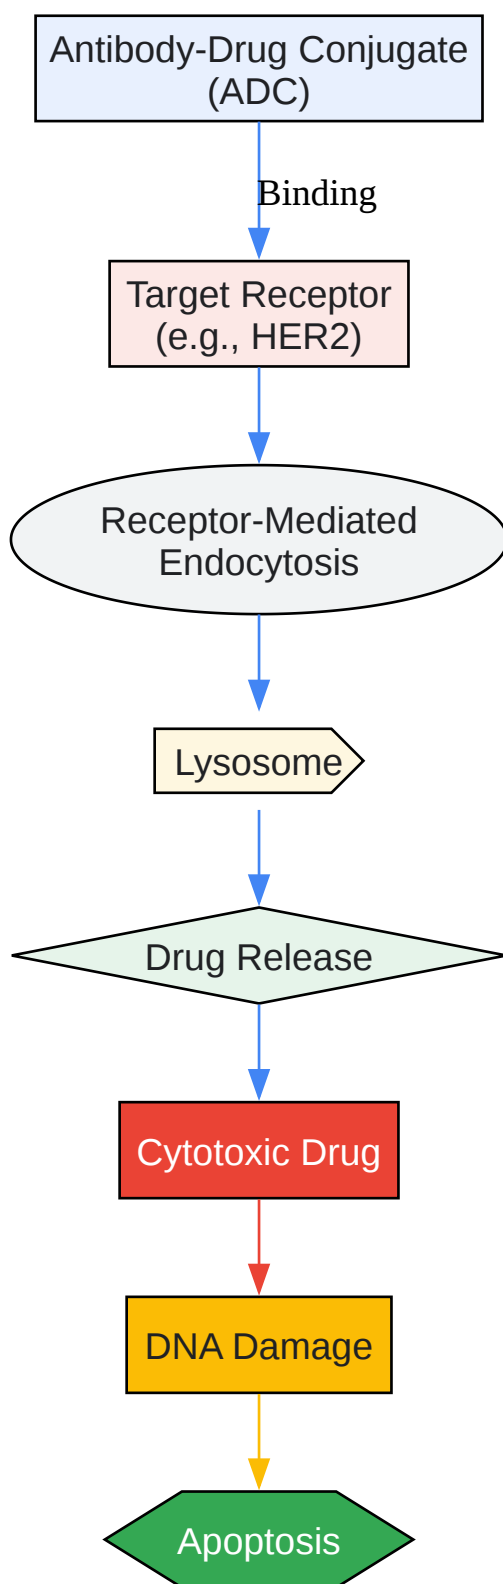 Antibody-Drug Conjugate
(ADC)
Binding
Target Receptor
(e.g., HER2)
Receptor-Mediated
Endocytosis
Lysosome
Drug Release
Cytotoxic Drug
DNA Damage
Apoptosis